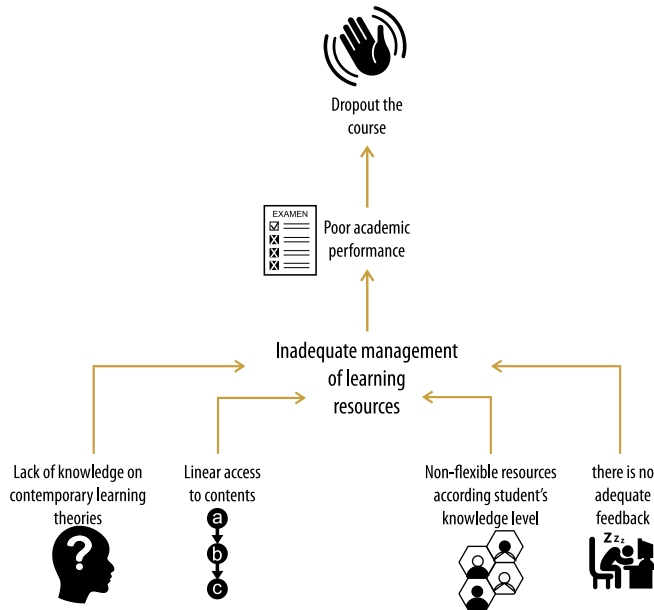 Dropout the
course
EXAMEN
Poor academic
performance
Inadequate management
of learning
resources
Lack of knowledge on
contemporary learning
theories
?
Linear access
to contents
a
b
c
Non-flexible resources
according student's
knowledge level
there is no
adequate
feedback
Zzz